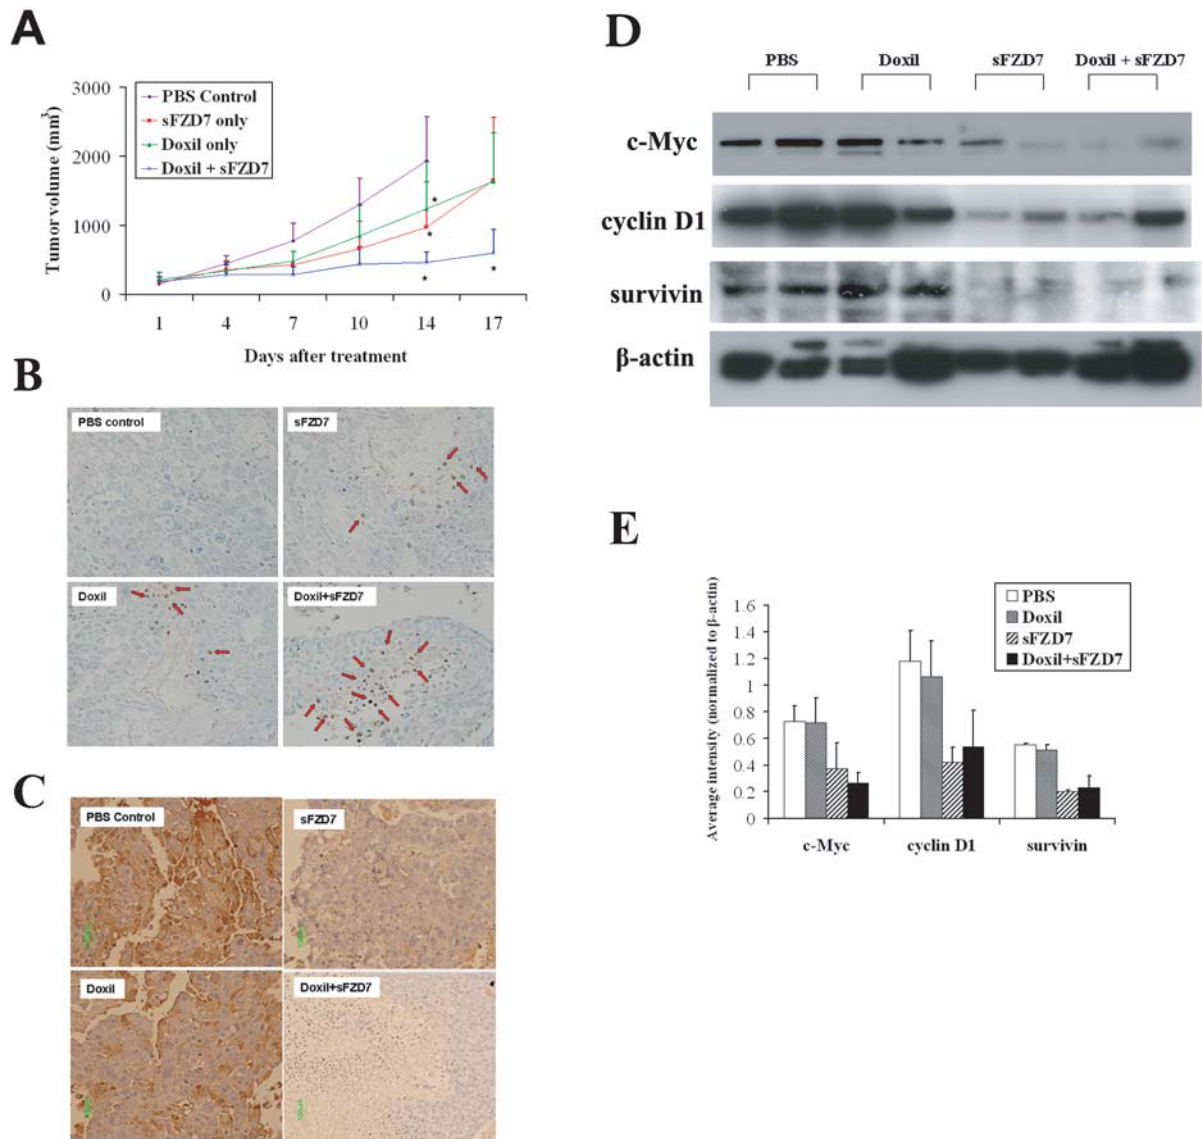 A
Tumor volume (mm3)
3000
2000
1000
0
PBS Control
sFZD7 only
Doxil only
Doxil + sFZD7
*
*
*
*
1 4 7 10 14 17
Days after treatment
B
PBS control
sFZD7
Doxil
Doxil+sFZD7
C
PBS Control
sFZD7
Doxil
Doxil+sFZD7
D
PBS Doxil sFZD7 Doxil + sFZD7
c-Myc
cyclin D1
survivin
β-actin
E
Average intensity (normalized to β-actin)
1.6
1.4
1.2
1
0.8
0.6
0.4
0.2
0
PBS
Doxil
sFZD7
Doxil+sFZD7
c-Myc cyclin D1 survivin